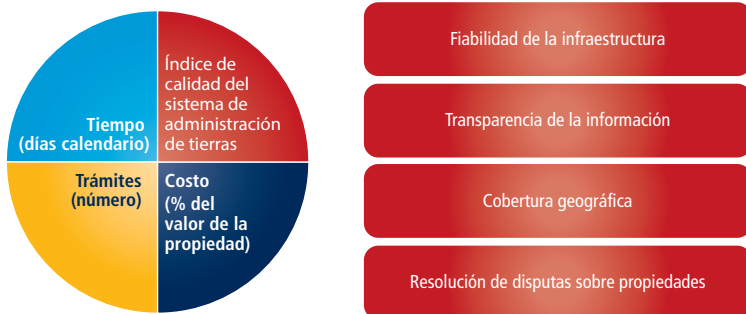 Tiempo
(días calendario)
Índice de
calidad del
sistema de
administración
de tierras
Trámites
(número)
Costo
(% del
valor de la
propiedad)
Fiabilidad de la infraestructura
Transparencia de la información
Cobertura geográfica
Resolución de disputas sobre propiedades